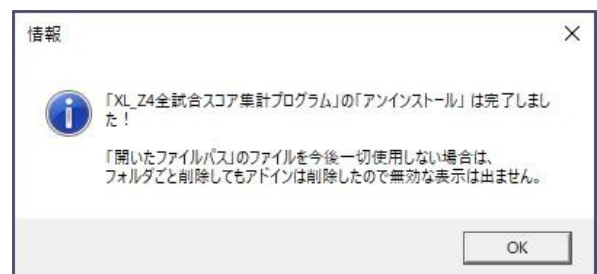 情報
「XL_Z4全試合スコア集計プログラム」の「アンインストール」は完了しまし
た！
「開いたファイルパス」のファイルを今後一切使用しない場合は、
フォルダごと削除してもアドインは削除したので無効な表示は出ません。
OK